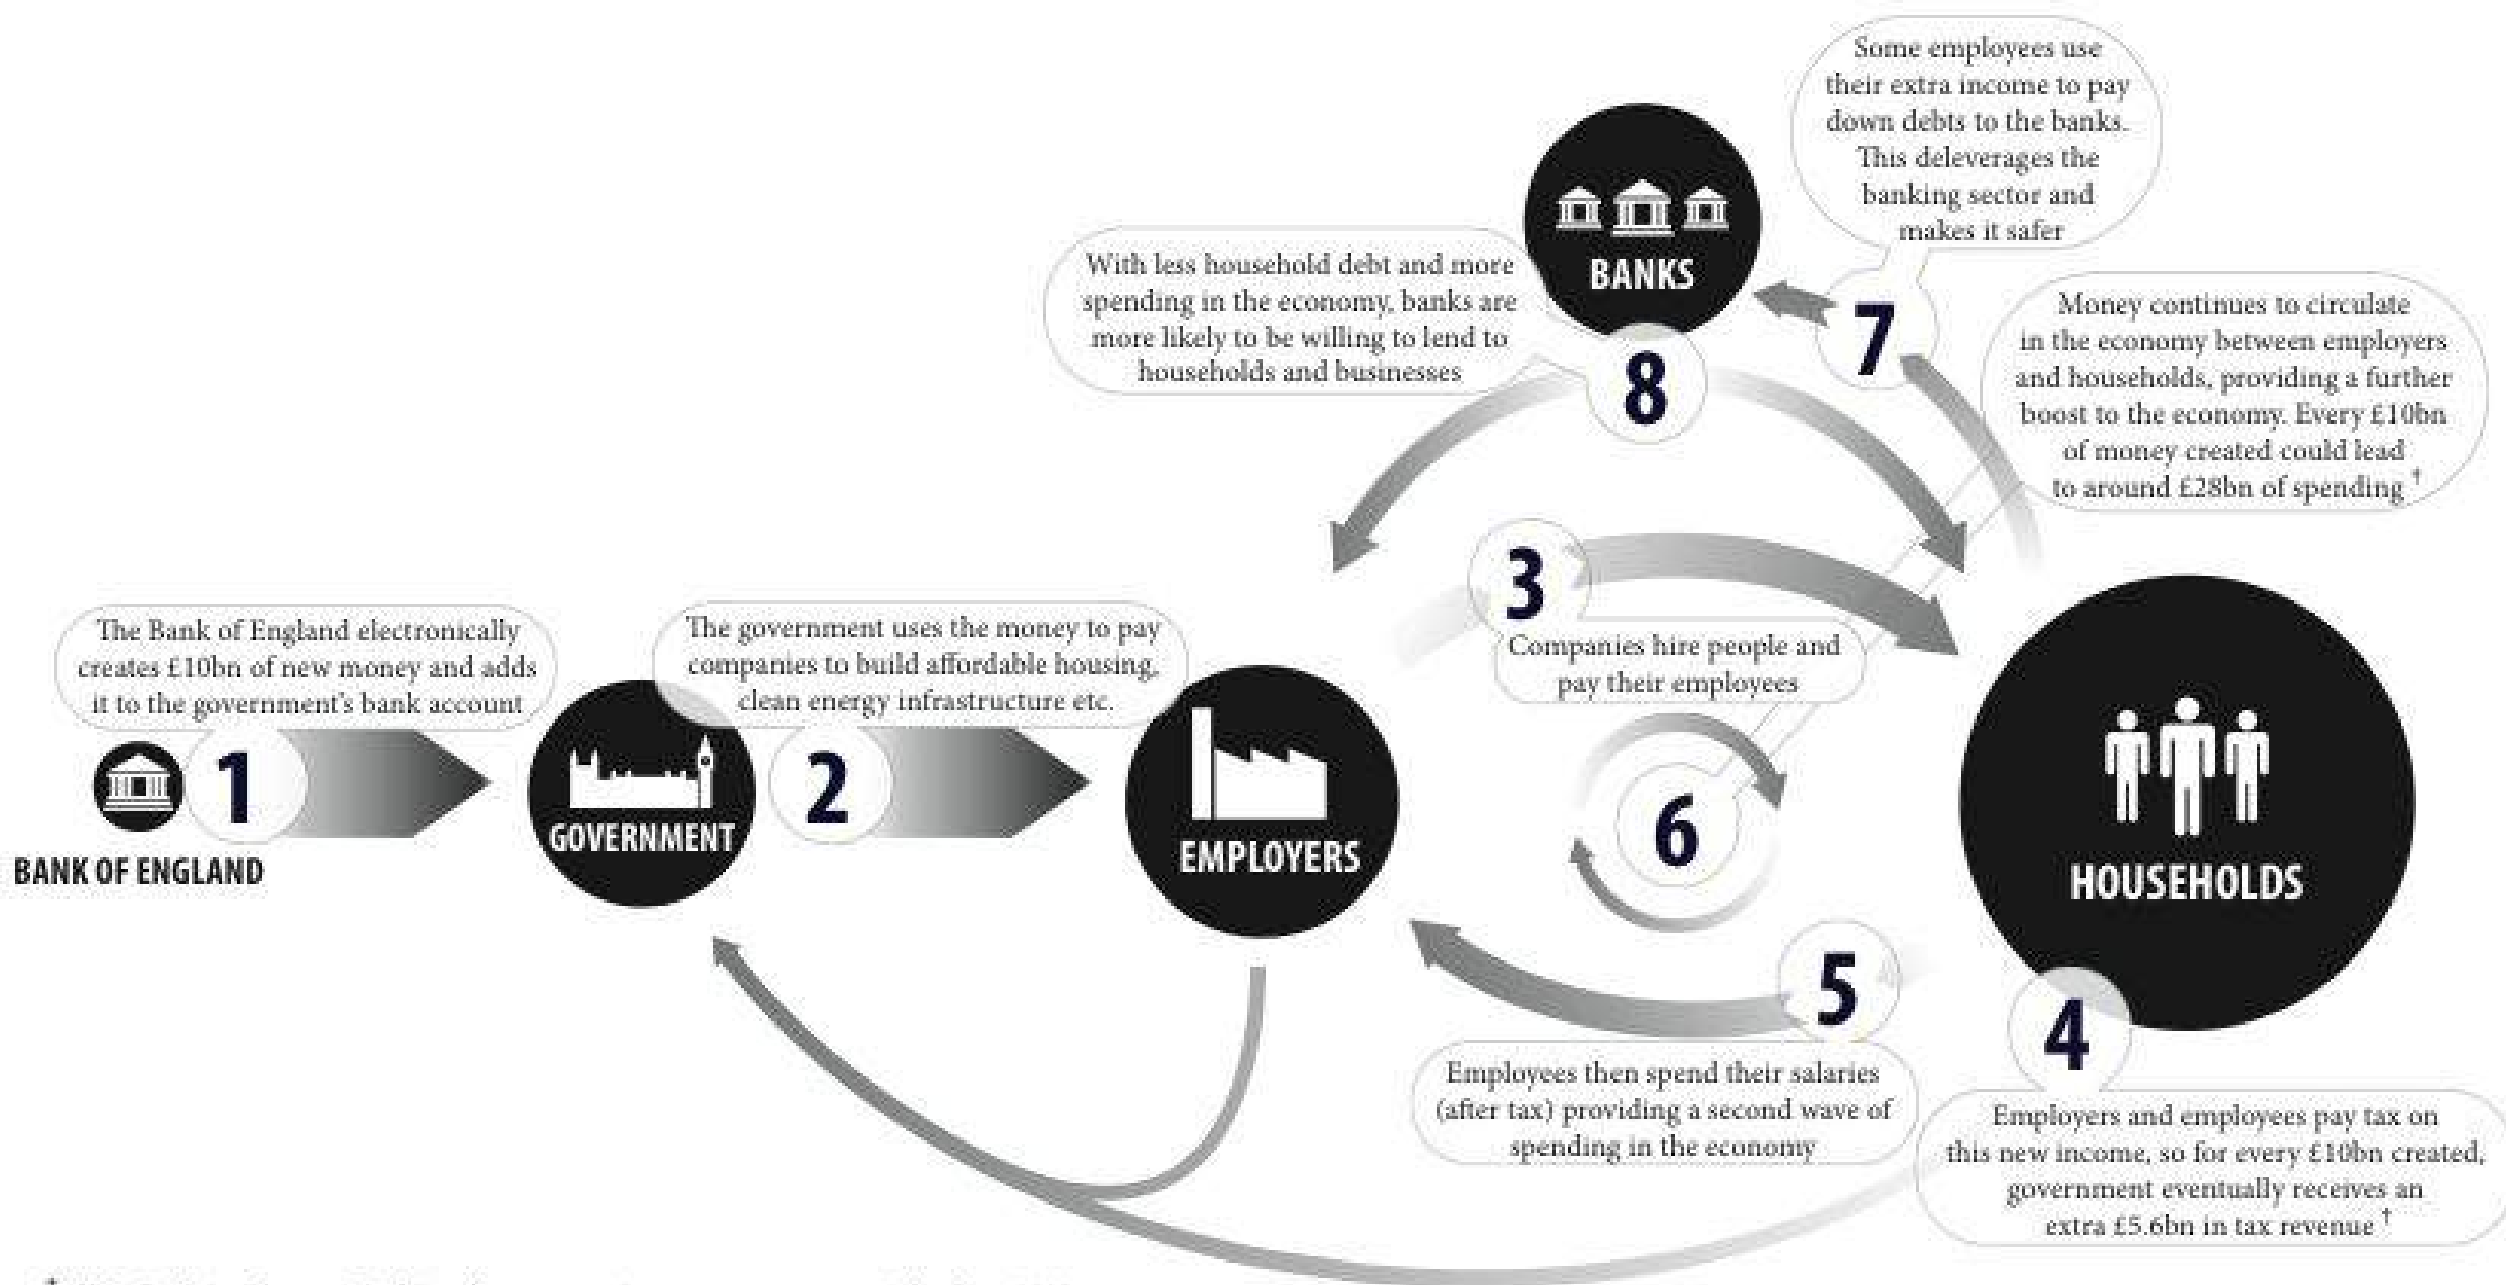 The Bank of England electronically
creates £10bn of new money and adds
it to the government's bank account
1
BANK OF ENGLAND
GOVERNMENT
The government uses the money to pay
companies to build affordable housing,
clean energy infrastructure etc.
2
EMPLOYERS
3
Companies hire people and
pay their employees
HOUSEHOLDS
4
Employers and employees pay tax on
this new income, so for every £10bn created,
government eventually receives an
extra £5.6bn in tax revenue †
5
Employees then spend their salaries
(after tax) providing a second wave of
spending in the economy
6
Money continues to circulate
in the economy between employers
and households, providing a further
boost to the economy. Every £10bn
of money created could lead
to around £28bn of spending †
7
Some employees use
their extra income to pay
down debts to the banks.
This deleverages the
banking sector and
makes it safer
BANKS
8
With less household debt and more
spending in the economy, banks are
more likely to be willing to lend to
households and businesses